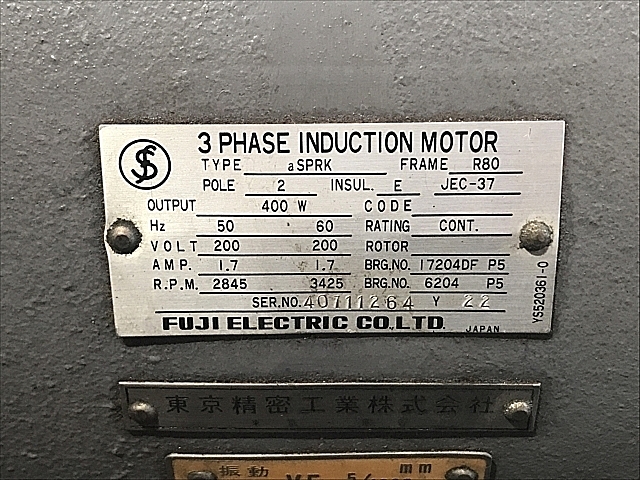 3 PHASE INDUCTION MOTOR
TYPE aSPRK FRAME R80
POLE 2 INSUL. E JEC-37
OUTPUT 400 W CODE
Hz 50 60 RATING CONT.
VOLT 200 200 ROTOR
AMP. 1.7 1.7 BRG.NO. 17204DF P5
R.P.M. 2845 3425 BRG.NO. 6204 P5
SER.NO. 40711264 Y 22
FUJI ELECTRIC CO., LTD. JAPAN
YS520361-0
東京精密工業株式会社
振動 mm